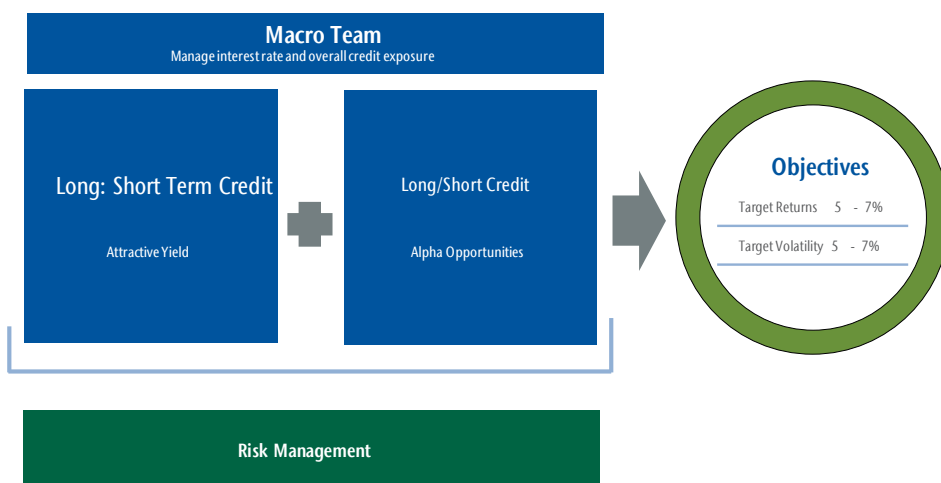 Macro Team
Manage interest rate and overall credit exposure
Long: Short Term Credit
Attractive Yield
Long/Short Credit
Alpha Opportunities
Objectives
Target Returns 5 - 7%
Target Volatility 5 - 7%
Risk Management